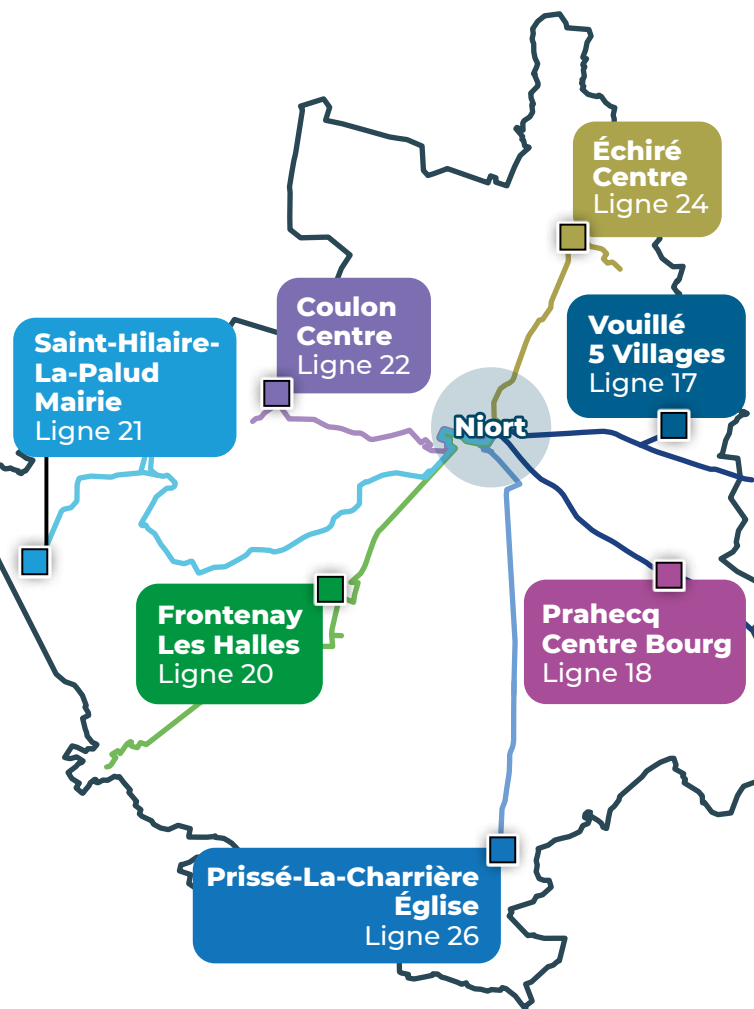 Échiré
Centre
Ligne 24
Coulon
Centre
Ligne 22
Vouillé
5 Villages
Ligne 17
Saint-Hilaire-
La-Palud
Mairie
Ligne 21
Niort
Frontenay
Les Halles
Ligne 20
Prahecq
Centre Bourg
Ligne 18
Prissé-La-Charrière
Église
Ligne 26